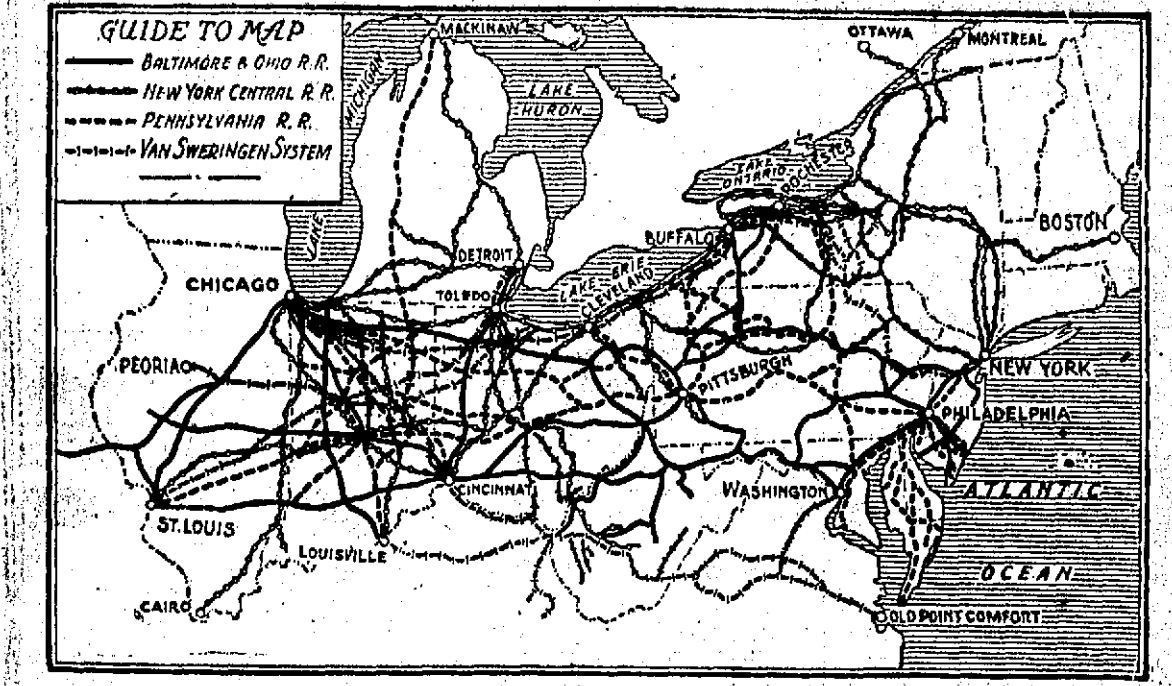 GUIDE TO MAP
BALTIMORE & OHIO R.R.
NEW YORK CENTRAL R.R.
PENNSYLVANIA R.R.
VAN SWERINGEN SYSTEM
MACKINAW
OTTAWA
MONTREAL
LAKE MICHIGAN
LAKE HURON
LAKE ONTARIO
ROCHESTER
BUFFALO
BOSTON
DETROIT
LAKE ERIE
CLEVELAND
CHICAGO
TOLEDO
PEORIA
PITTSBURGH
NEW YORK
PHILADELPHIA
CINCINNATI
WASHINGTON
ATLANTIC OCEAN
ST. LOUIS
LOUISVILLE
CAIRO
OLD POINT COMFORT